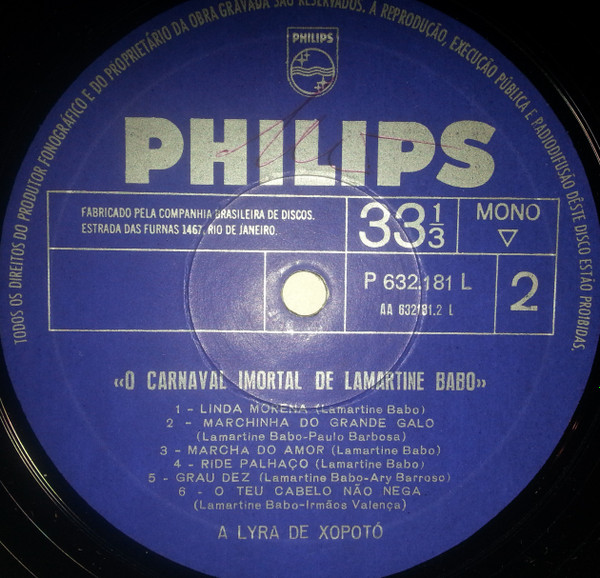 TODOS OS DIREITOS DO PRODUTOR FONOGRÁFICO E DO PROPRIETÁRIO DA OBRA GRAVADA SÃO RESERVADOS. A REPRODUÇÃO, EXECUÇÃO PÚBLICA E RADIODIFUSÃO DÊSTE DISCO ESTÃO PROIBIDAS.
PHILIPS
PHILIPS
FABRICADO PELA COMPANHIA BRASILEIRA DE DISCOS.
ESTRADA DAS FURNAS 1467, RIO DE JANEIRO.
33 1/3
MONO
P 632.181 L
AA 632181.2 L
2
«O CARNAVAL IMORTAL DE LAMARTINE BABO»
1 - LINDA MORENA (Lamartine Babo)
2 - MARCHINHA DO GRANDE GALO
(Lamartine Babo-Paulo Barbosa)
3 - MARCHA DO AMOR (Lamartine Babo)
4 - RIDE PALHAÇO (Lamartine Babo)
5 - GRAU DEZ (Lamartine Babo-Ary Barroso)
6 - O TEU CABELO NÃO NEGA
(Lamartine Babo-Irmãos Valença)
A LYRA DE XOPOTÓ